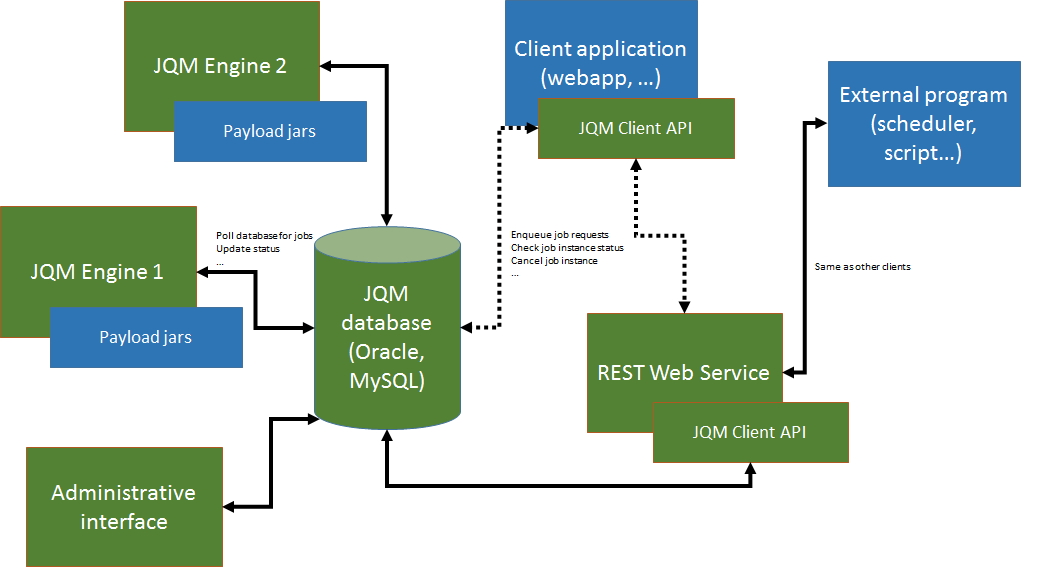 JQM Engine 2
Payload jars
Client application
(webapp, ...)
JQM Client API
External program
(scheduler,
script...)
JQM Engine 1
Payload jars
Poll database for jobs
Update status
...
Enqueue job requests
Check job instance status
Cancel job instance
...
Same as other clients
JQM
database
(Oracle,
MySQL)
REST Web Service
JQM Client API
Administrative
interface